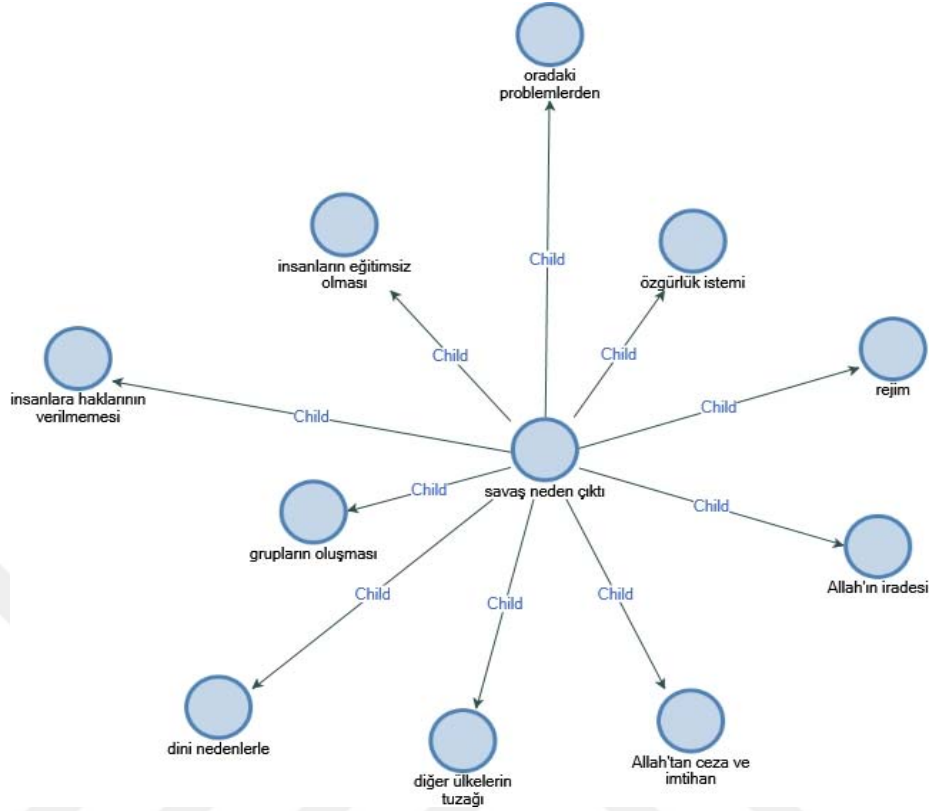 oradaki
problemlerden
Child
insanların eğitimsiz
olması
Child
özgürlük istemi
Child
insanlara haklarının
verilmemesi
Child
rejim
Child
savaş neden çıktı
grupların oluşması
Child
Allah'ın iradesi
Child
dini nedenlerle
Child
diğer ülkelerin
tuzağı
Child
Allah'tan ceza ve
imtihan
Child